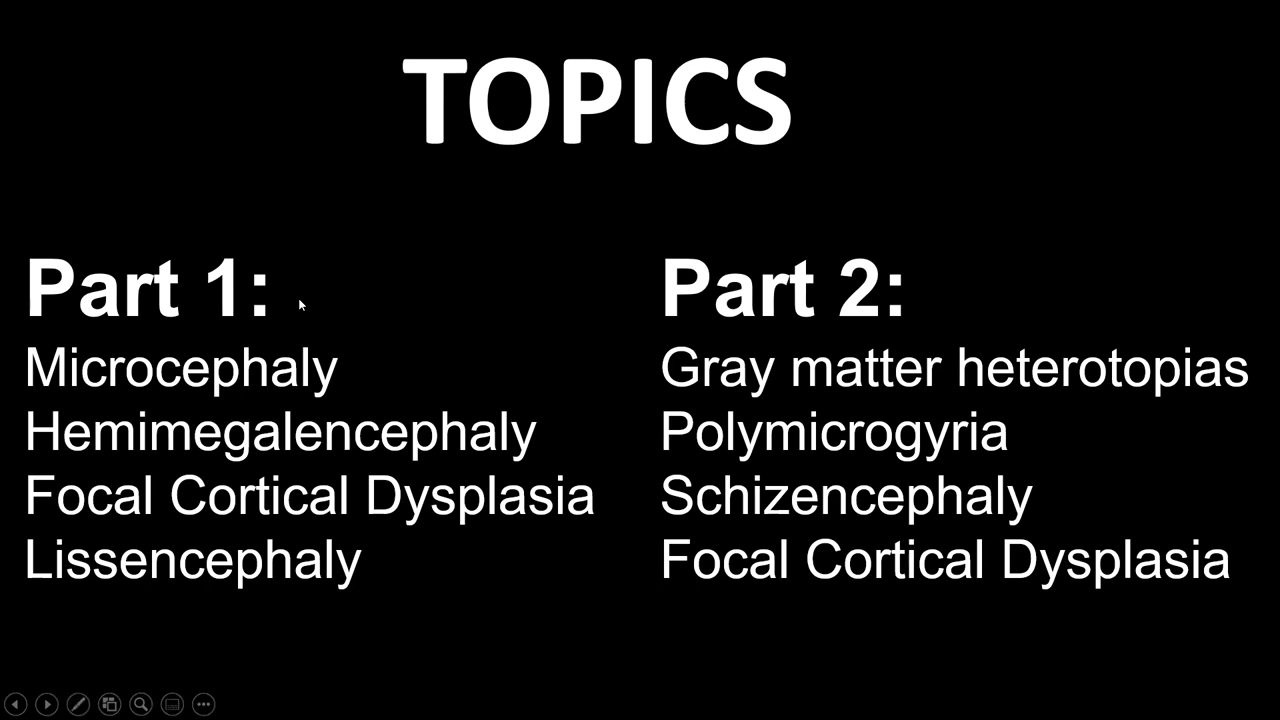 TOPICS
Part 1:
Microcephaly
Hemimegalencephaly
Focal Cortical Dysplasia
Lissencephaly
Part 2:
Gray matter heterotopias
Polymicrogyria
Schizencephaly
Focal Cortical Dysplasia